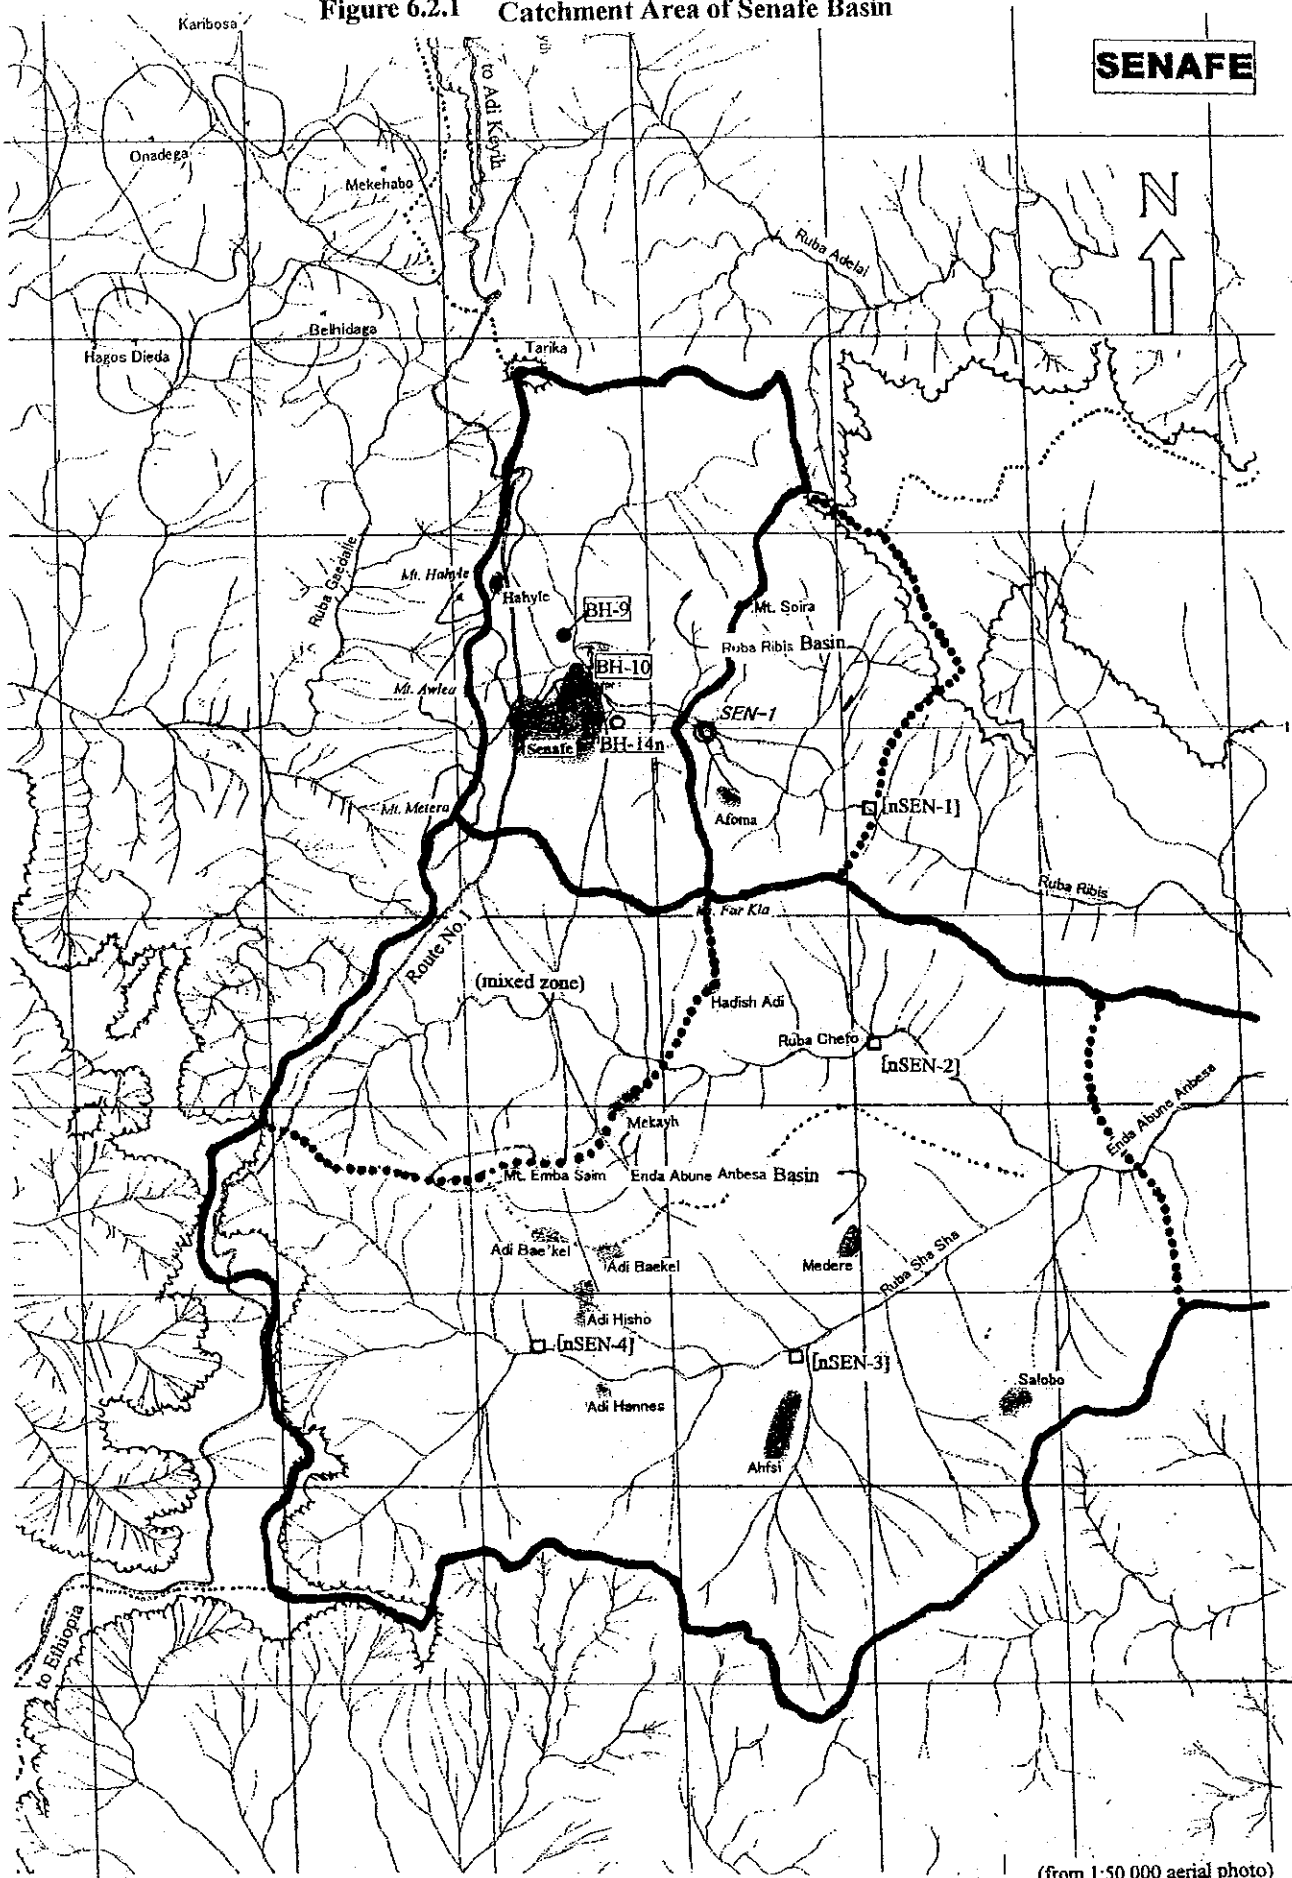 Figure 6.2.1 Catchment Area of Senafe Basin
Karibosa
SENAFE
to Adi Keyih
Onadega
Mekehabo
N
Ruba Adelai
Belhidaga
Hagos Dieda
Tarika
Ruba Gaedalle
Mt. Hahyle
Hahyle
BH-9
Mt. Soira
Ruba Ribis Basin
BH-10
Mt. Awlea
SEN-1
Senafe
BH-14n
Mt. Metera
[nSEN-1]
Afoma
Ruba Ribis
Mt. Far Kla
Route No.1
(mixed zone)
Hadish Adi
Ruba Chefo
[nSEN-2]
Enda Abune Anbesa
Mekayh
Mt. Emba Saim
Enda Abune Anbesa Basin
Adi Bae'kel
Adi Baekel
Medere
Ruba Sha Sha
Adi Hisho
[nSEN-4]
[nSEN-3]
Salobo
Adi Hannes
Ahfsi
to Ethiopia
(from 1:50,000 aerial photo)